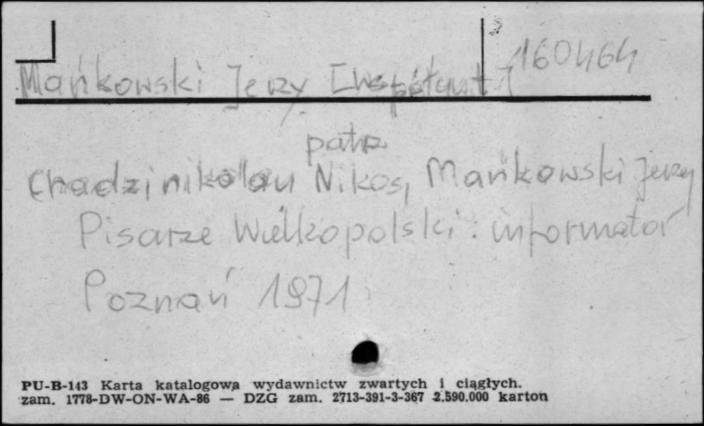 160464
Mańkowski Jerzy [współaut.]
patrz
Chadzinikolau Nikos, Mańkowski Jerzy
Pisarze Wielkopolski : informator
Poznań 1971
PU-B-143 Karta katalogowa wydawnictw zwartych i ciągłych.
zam. 1778-DW-ON-WA-86 — DZG zam. 2713-391-3-367 2.590.000 karton